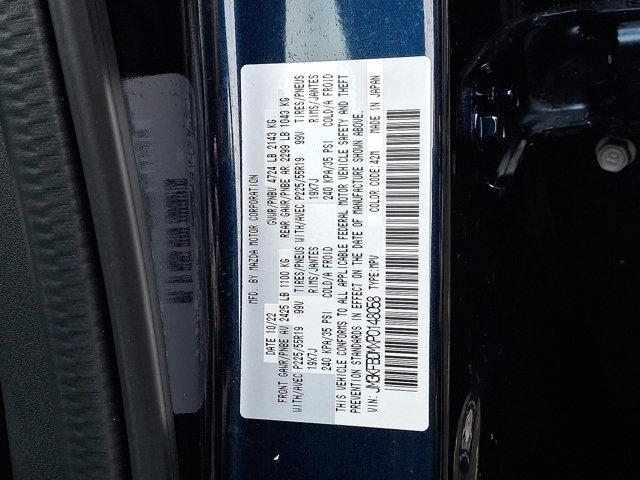 MFD. BY MAZDA MOTOR CORPORATION
DATE 10/22 GVWR/PNBV 4724 LB 2143 KG
FRONT GAWR/PNBE AV 2425 LB 1100 KG REAR GAWR/PNBE AR 2299 LB 1043 KG
WITH/AVEC P225/55R19 99V TIRES/PNEUS WITH/AVEC P225/55R19 99V TIRES/PNEUS
19X7J RIMS/JANTES 19X7J RIMS/JANTES
240 KPA/35 PSI COLD/A FROID 240 KPA/35 PSI COLD/A FROID
THIS VEHICLE CONFORMS TO ALL APPLICABLE FEDERAL MOTOR VEHICLE SAFETY AND THEFT
PREVENTION STANDARDS IN EFFECT ON THE DATE OF MANUFACTURE SHOWN ABOVE.
VIN: JM3KFBDMXP0148058 TYPE:MPV COLOR CODE:42M MADE IN JAPAN